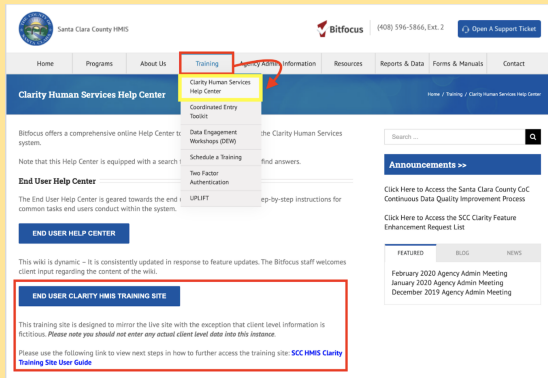 Santa Clara County HMIS
Bitfocus
(408) 596-5866, Ext. 2
Open A Support Ticket
Home
Programs
About Us
Training
Agency Admin Information
Resources
Reports & Data
Forms & Manuals
Contact
Clarity Human Services
Help Center
Coordinated Entry
Toolkit
Data Engagement
Workshops (DEW)
Schedule a Training
Two Factor
Authentication
UPLIFT
Clarity Human Services Help Center
Home / Training / Clarity Human Services Help Center
Bitfocus offers a comprehensive online Help Center to the Clarity Human Services
system.
Note that this Help Center is equipped with a search find answers.
End User Help Center
The End User Help Center is geared towards the end step-by-step instructions for
common tasks end users conduct within the system.
END USER HELP CENTER
This wiki is dynamic – It is consistently updated in response to feature updates. The Bitfocus staff welcomes
client input regarding the content of the wiki.
END USER CLARITY HMIS TRAINING SITE
This training site is designed to mirror the live site with the exception that client level information is
fictitious. Please note you should not enter any actual client level data into this instance.
Please use the following link to view next steps in how to further access the training site: SCC HMIS Clarity
Training Site User Guide
Search ...
Announcements >>
Click Here to Access the Santa Clara County CoC
Continuous Data Quality Improvement Process
Click Here to Access the SCC Clarity Feature
Enhancement Request List
FEATURED
BLOG
NEWS
February 2020 Agency Admin Meeting
January 2020 Agency Admin Meeting
December 2019 Agency Admin Meeting